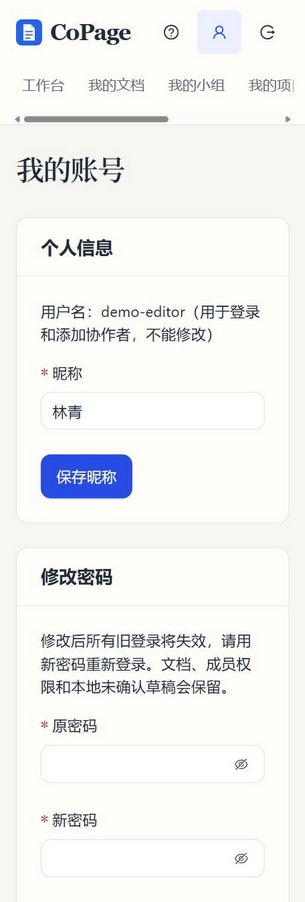 CoPage
工作台 我的文档 我的小组 我的项
我的账号
个人信息
用户名：demo-editor（用于登录
和添加协作者，不能修改）
* 昵称
林青
保存昵称
修改密码
修改后所有旧登录将失效，请用
新密码重新登录。文档、成员权
限和本地未确认草稿会保留。
* 原密码
* 新密码